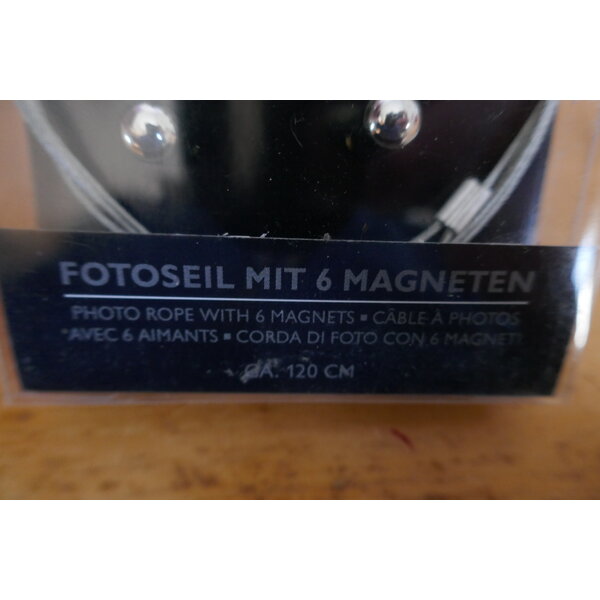 FOTOSEIL MIT 6 MAGNETEN
PHOTO ROPE WITH 6 MAGNETS ▪ CÂBLE À PHOTOS
AVEC 6 AIMANTS ▪ CORDA DI FOTO CON 6 MAGNETI
CA. 120 CM